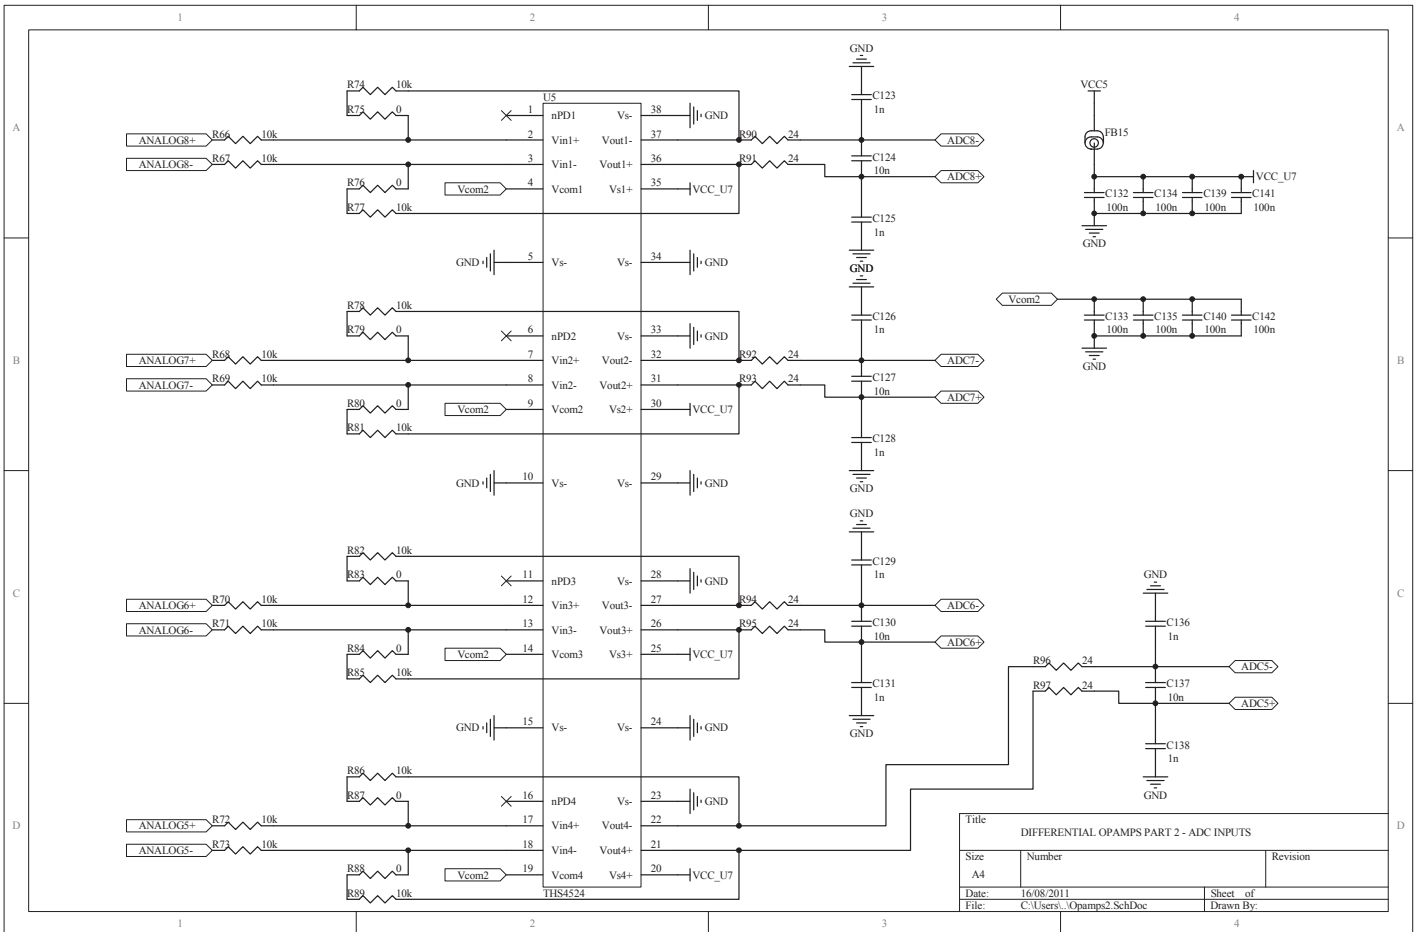 1 2 3 4
A B C D
A B C D
1 2 3 4
U5
THS4524
1 nPD1 Vs- 38 GND
2 Vin1+ Vout1- 37
3 Vin1- Vout1+ 36
Vcom2 4 Vcom1 Vs1+ 35 VCC_U7
GND 5 Vs- Vs- 34 GND
6 nPD2 Vs- 33 GND
7 Vin2+ Vout2- 32
8 Vin2- Vout2+ 31
Vcom2 9 Vcom2 Vs2+ 30 VCC_U7
GND 10 Vs- Vs- 29 GND
11 nPD3 Vs- 28 GND
12 Vin3+ Vout3- 27
13 Vin3- Vout3+ 26
Vcom2 14 Vcom3 Vs3+ 25 VCC_U7
GND 15 Vs- Vs- 24 GND
16 nPD4 Vs- 23 GND
17 Vin4+ Vout4- 22
18 Vin4- Vout4+ 21
Vcom2 19 Vcom4 Vs4+ 20 VCC_U7
R74 10k
R75 0
ANALOG8+ R66 10k
ANALOG8- R67 10k
R76 0
R77 10k
R78 10k
R79 0
ANALOG7+ R68 10k
ANALOG7- R69 10k
R80 0
R81 10k
R82 10k
R83 0
ANALOG6+ R70 10k
ANALOG6- R71 10k
R84 0
R85 10k
R86 10k
R87 0
ANALOG5+ R72 10k
ANALOG5- R73 10k
R88 0
R89 10k
GND
C123
1n
R90 24 ADC8-
C124
10n
R91 24 ADC8+
C125
1n
GND
GND
C126
1n
R92 24 ADC7-
C127
10n
R93 24 ADC7+
C128
1n
GND
GND
C129
1n
R94 24 ADC6-
C130
10n
R95 24 ADC6+
C131
1n
GND
GND
C136
1n
R96 24 ADC5-
C137
10n
R97 24 ADC5+
C138
1n
GND
VCC5
FB15
VCC_U7
C132 C134 C139 C141
100n 100n 100n 100n
GND
Vcom2
C133 C135 C140 C142
100n 100n 100n 100n
GND
Title
DIFFERENTIAL OPAMPS PART 2 - ADC INPUTS
Size Number Revision
A4
Date: 16/08/2011 Sheet of
File: C:\Users\..\Opamps2.SchDoc Drawn By: